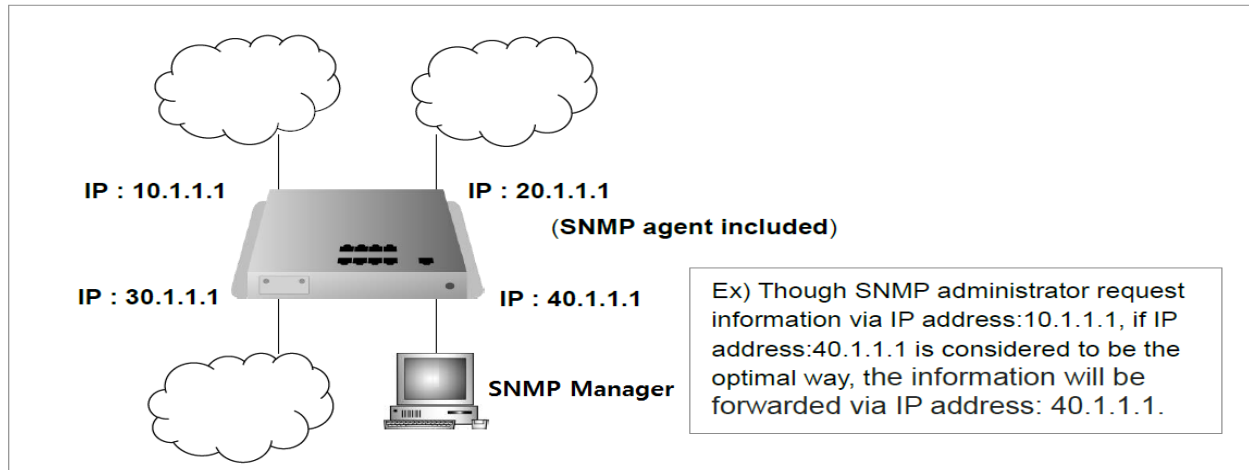 IP : 10.1.1.1
IP : 20.1.1.1
(SNMP agent included)
IP : 30.1.1.1
IP : 40.1.1.1
SNMP Manager
Ex) Though SNMP administrator request
information via IP address:10.1.1.1, if IP
address:40.1.1.1 is considered to be the
optimal way, the information will be
forwarded via IP address: 40.1.1.1.